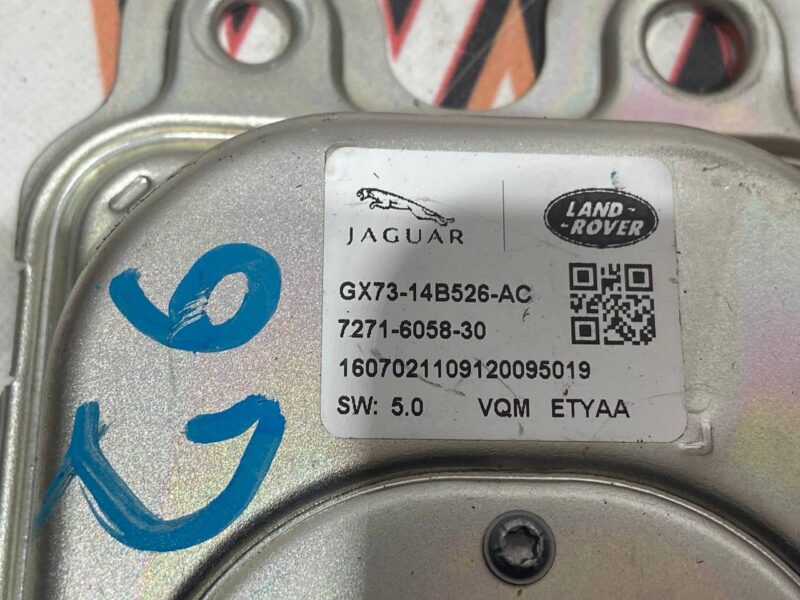 JAGUAR
LAND-
-ROVER
GX73-14B526-AC
7271-6058-30
1607021109120095019
SW: 5.0 VQM ETYAA